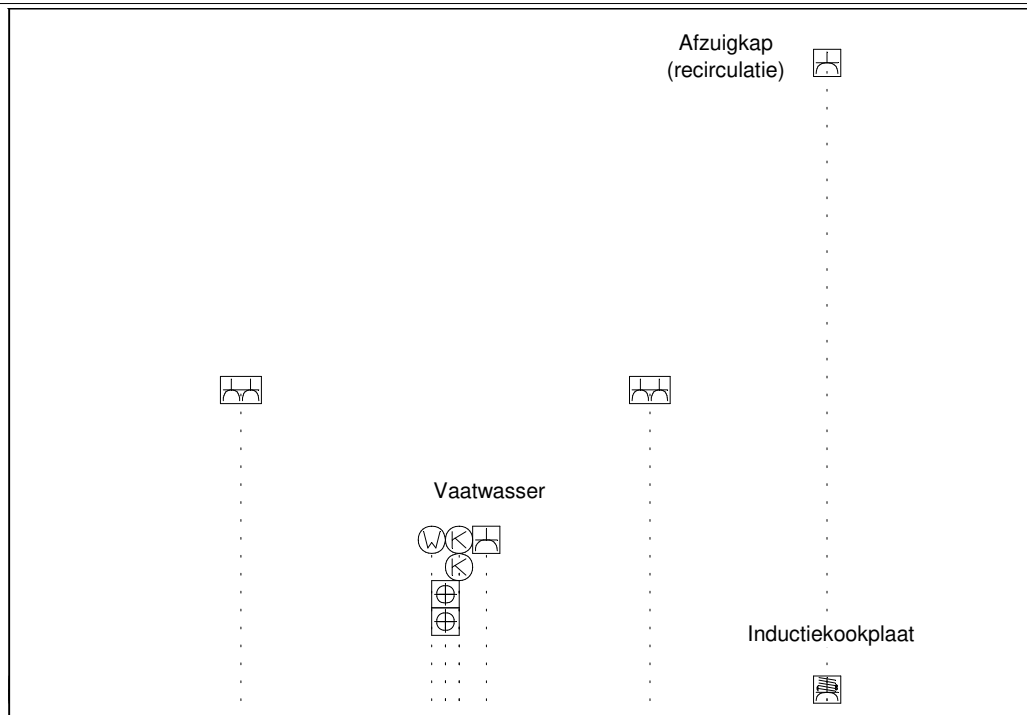 Afzuigkap
(recirculatie)
Vaatwasser
W K
K
Inductiekookplaat